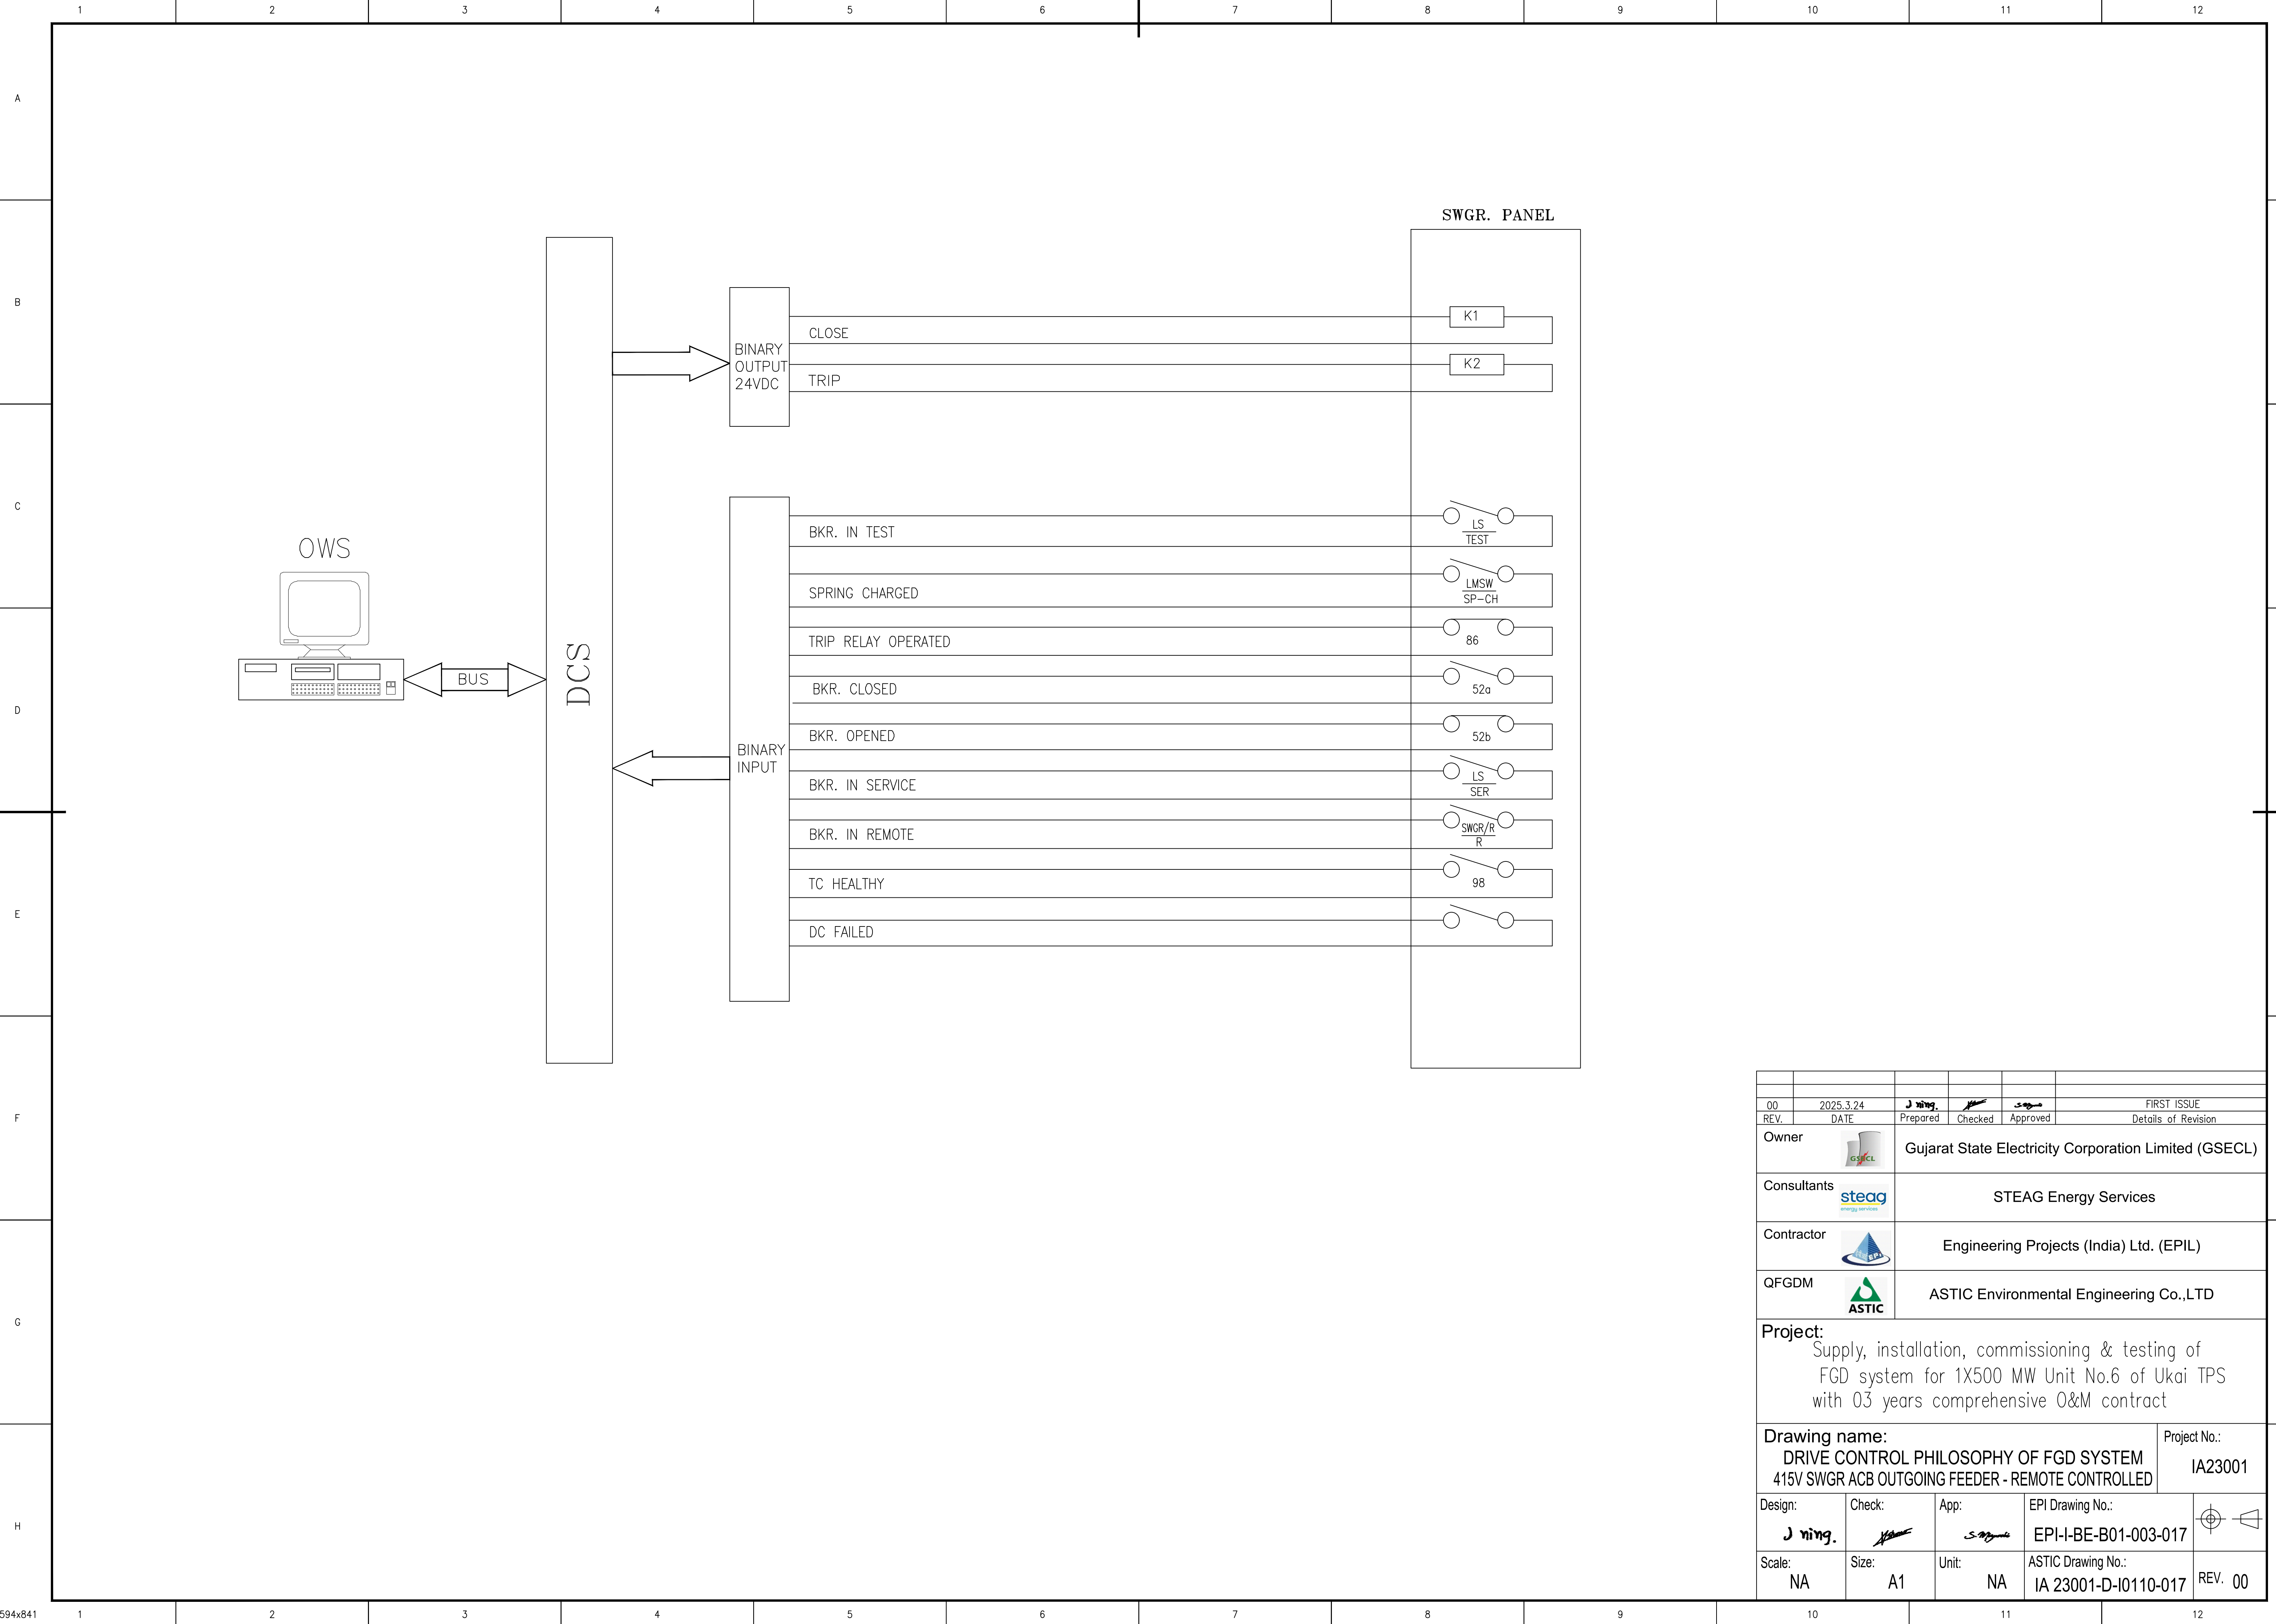 1 2 3 4 5 6 7 8 9 10 11 12
A
B
C
D
E
F
G
H
SWGR. PANEL
K1
CLOSE
K2
TRIP
BINARY
OUTPUT
24VDC
OWS
BUS
DCS
BINARY
INPUT
BKR. IN TEST
LS
TEST
SPRING CHARGED
LMSW
SP-CH
TRIP RELAY OPERATED
86
BKR. CLOSED
52a
BKR. OPENED
52b
BKR. IN SERVICE
LS
SER
BKR. IN REMOTE
SWGR/R
R
TC HEALTHY
98
DC FAILED
00 2025.3.24 J ning. FIRST ISSUE
REV. DATE Prepared Checked Approved Details of Revision
Owner
GSECL
Gujarat State Electricity Corporation Limited (GSECL)
Consultants
steag
energy services
STEAG Energy Services
Contractor
EPI
Engineering Projects (India) Ltd. (EPIL)
QFGDM
ASTIC
ASTIC Environmental Engineering Co.,LTD
Project:
Supply, installation, commissioning & testing of
FGD system for 1X500 MW Unit No.6 of Ukai TPS
with 03 years comprehensive O&M contract
Drawing name:
DRIVE CONTROL PHILOSOPHY OF FGD SYSTEM
415V SWGR ACB OUTGOING FEEDER - REMOTE CONTROLLED
Project No.:
IA23001
Design:
J ning.
Check:
App:
EPI Drawing No.:
EPI-I-BE-B01-003-017
Scale:
NA
Size:
A1
Unit:
NA
ASTIC Drawing No.:
IA 23001-D-I0110-017
REV. 00
594x841
1 2 3 4 5 6 7 8 9 10 11 12